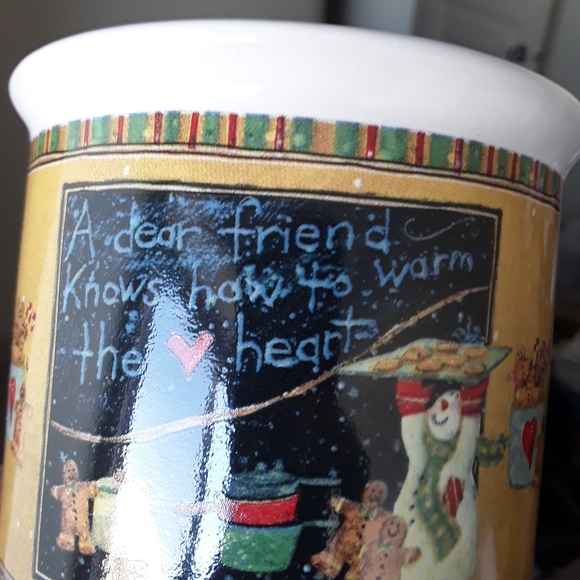 A dear friend
Knows how to warm
the heart